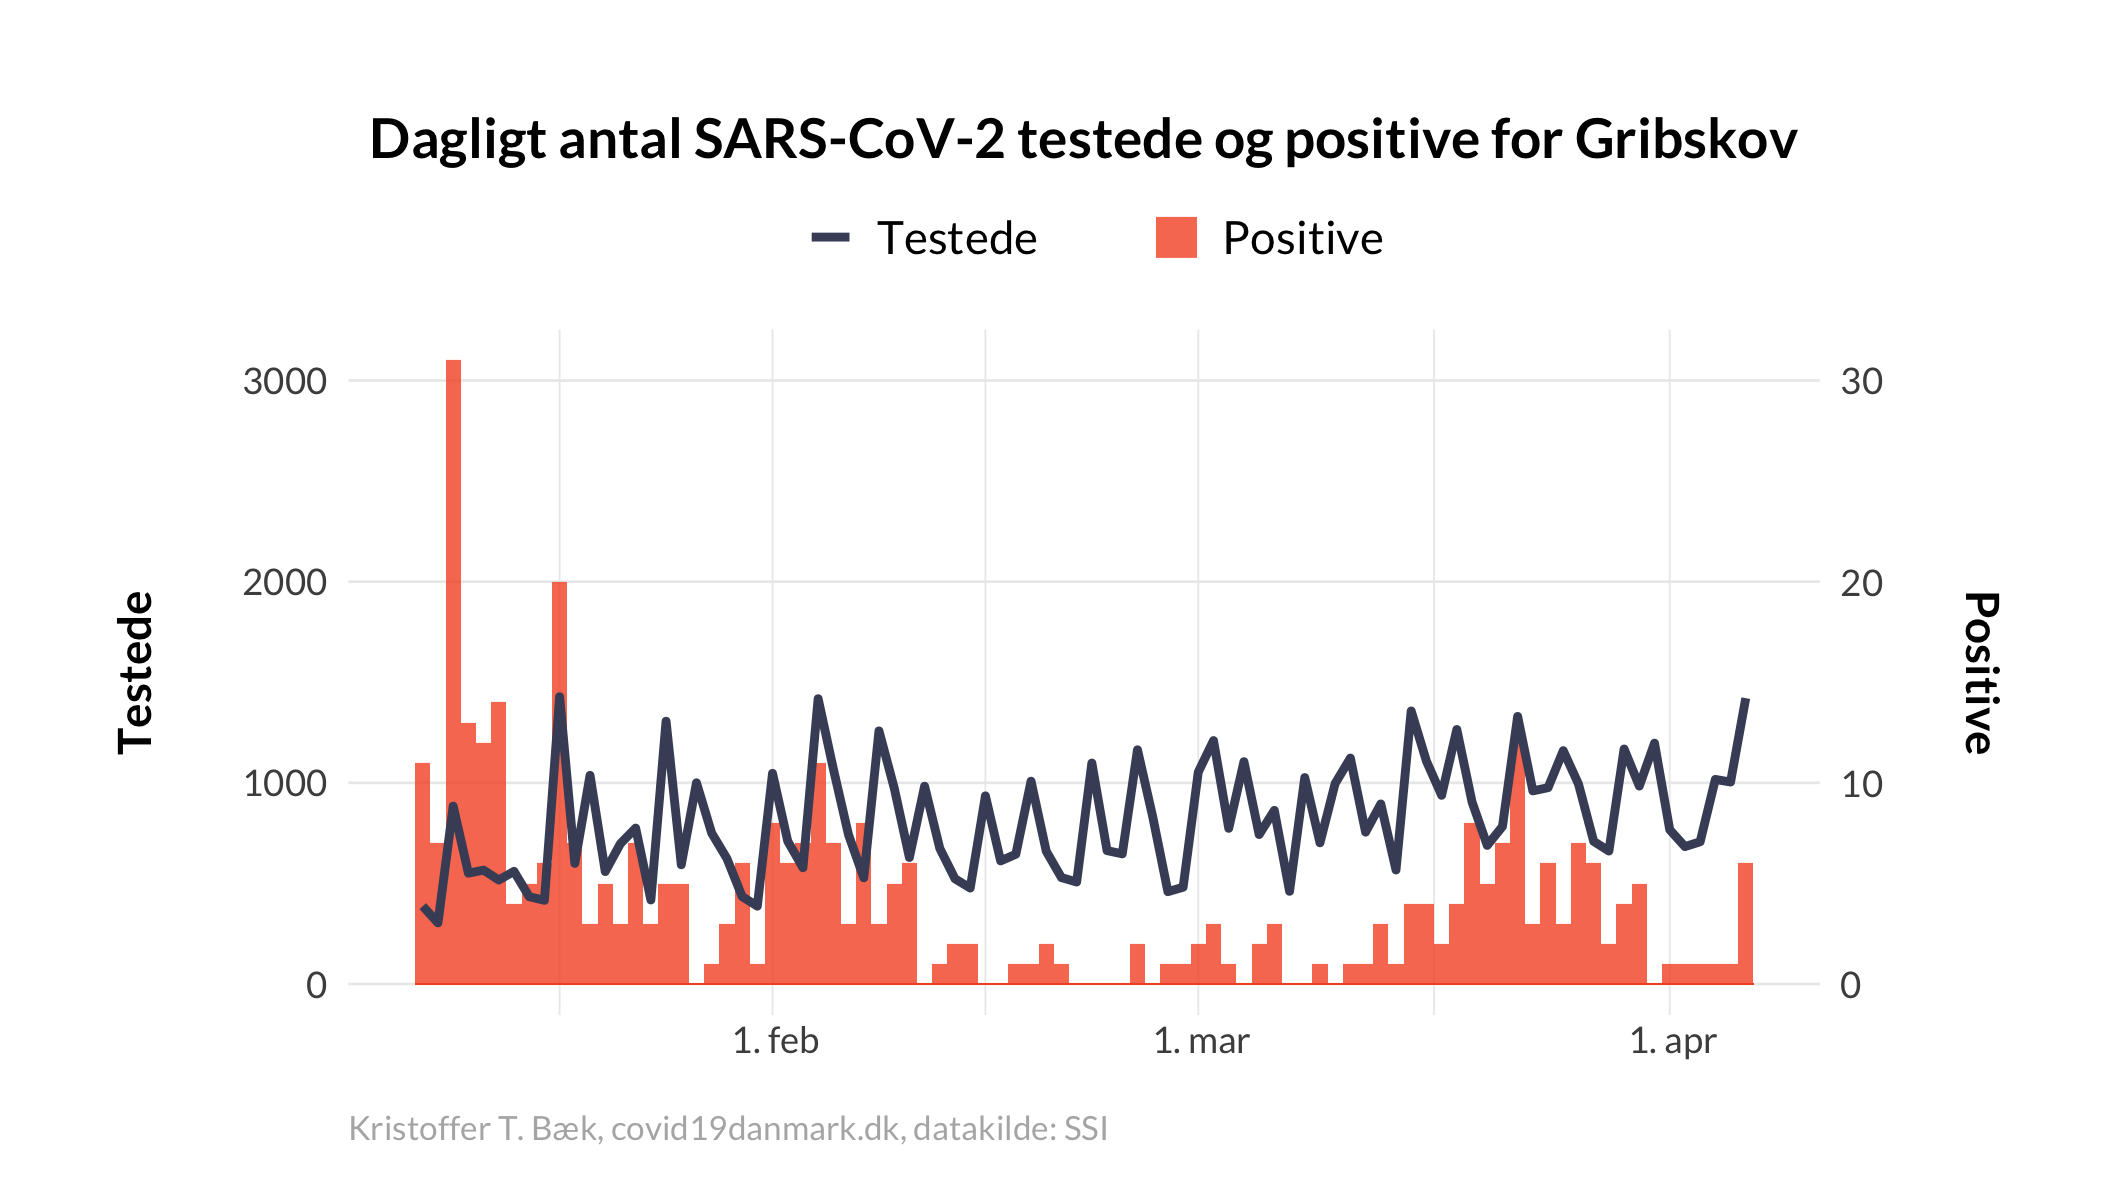 Dagligt antal SARS-CoV-2 testede og positive for Gribskov
Testede
Positive
3000
2000
1000
0
Testede
30
20
10
0
Positive
1. feb
1. mar
1. apr
Kristoffer T. Bæk, covid19danmark.dk, datakilde: SSI